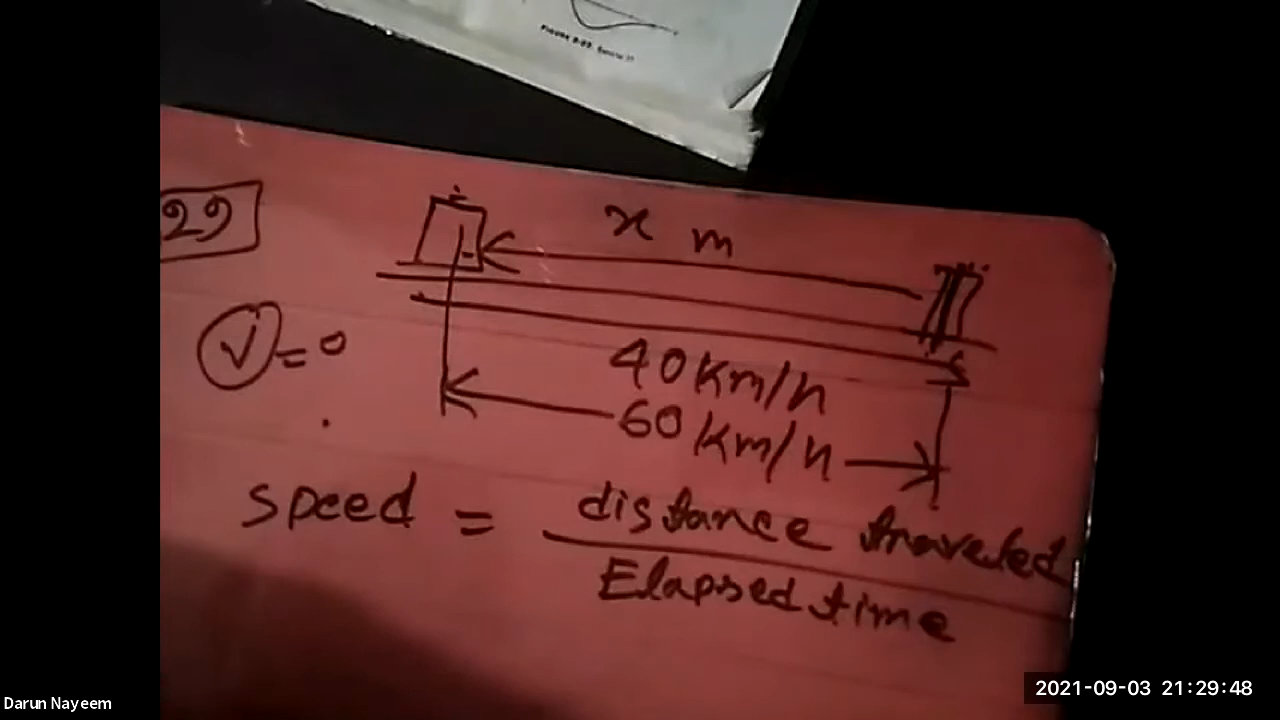 Figure
29
x m
V = 0
40 Km/h
60 Km/h
speed = distance traveled
Elapsed time
Darun Nayeem
2021-09-03 21:29:48